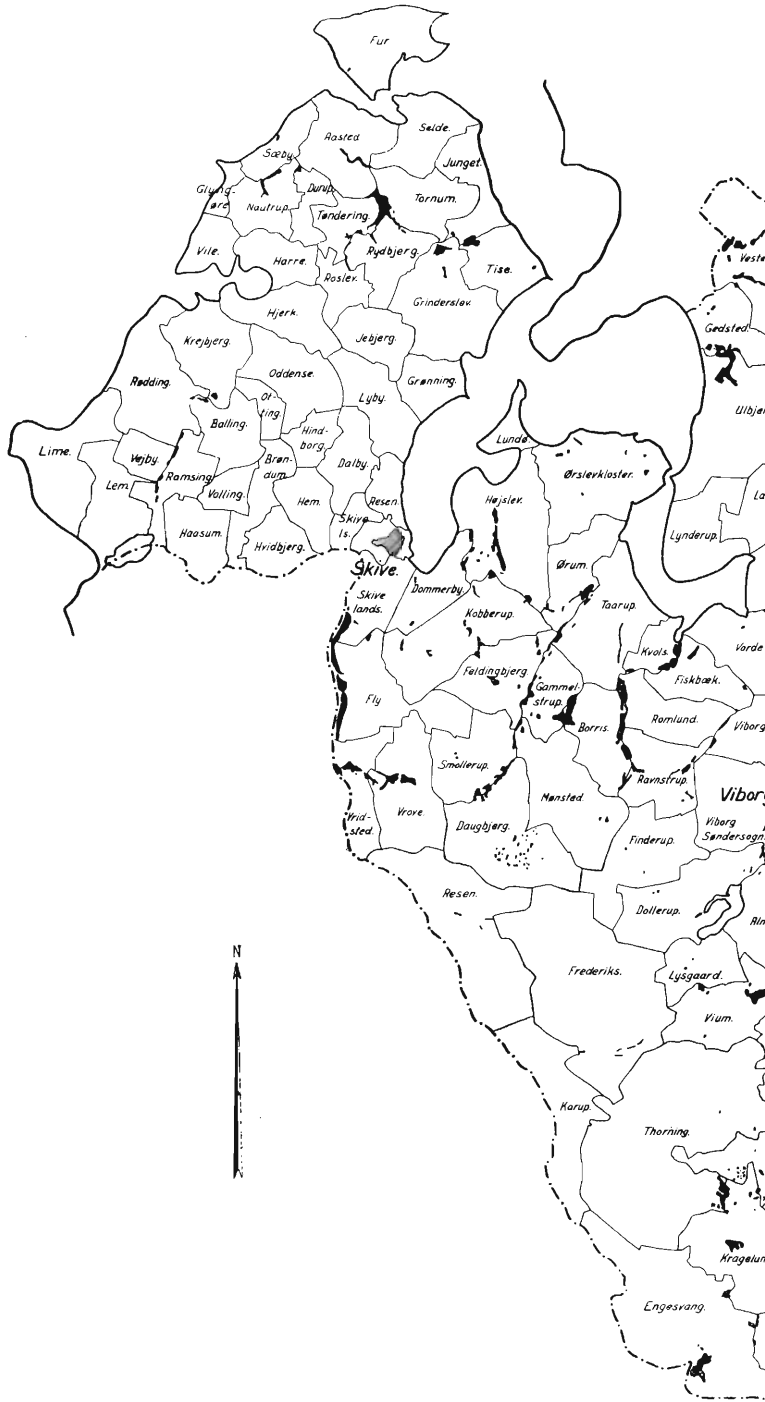 Fur
Selde.
Aasted.
Sæby.
Junget.
Glyng-
øre
Durup.
Nautrup.
Tøndering.
Tornum.
Vile.
Harre.
Rydbjerg.
Roslev.
Tise.
Veste
Grinderslev.
Hjerk.
Gedsted.
Krejbjerg.
Jebjerg.
Rødding.
Oddense.
Grønning.
Ot-
ting.
Lyby.
Balling.
Hind-
borg.
Lundø.
Lime.
Vejby.
Brøn-
dum.
Dalby.
Ørslevkloster.
Lem.
Ramsing.
Volling.
Hem.
Resen.
Højslev.
Skive
ls.
Lynderup.
Haasum.
Hvidbjerg.
Skive.
Ørum.
Dommerby.
Skive
lands.
Kobberup.
Taarup.
Kvols.
Vorde
Feldingbjerg.
Fiskbæk.
Fly
Gammel-
strup.
Borris.
Romlund.
Viborg
Smollerup.
Ravnstrup.
Mønsted.
Viborg
Vrid-
sted.
Vrove.
Daugbjerg.
Viborg
Søndersogn.
Finderup.
Resen.
Dollerup.
Frederiks.
Lysgaard.
Vium.
N
Karup.
Thorning.
Kragelun
Engesvang.